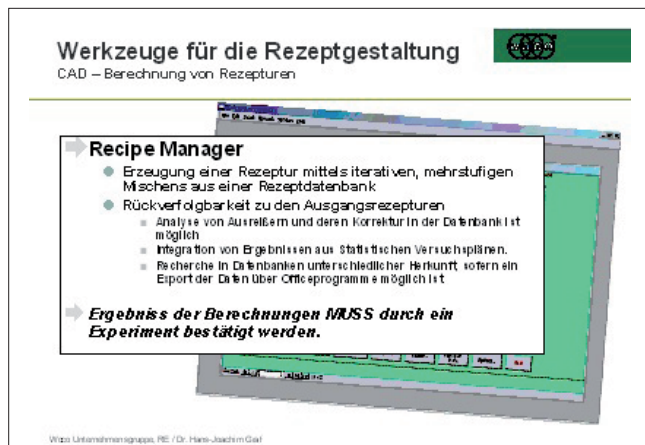 Werkzeuge für die Rezeptgestaltung
CAD – Berechnung von Rezepturen
Recipe Manager
Erzeugung einer Rezeptur mittels iterativen, mehrstufigen
Mischens aus einer Rezeptdatenbank
Rückverfolgbarkeit zu den Ausgangsrezepturen
Analyse von Ausreißern und deren Korrektur in der Datenbank ist
möglich
Integration von Ergebnissen aus Statistischen Versuchsplänen.
Recherche in Datenbanken unterschiedlicher Herkunft, sofern ein
Export der Daten über Officeprogramme möglich ist
Ergebniss der Berechnungen MUSS durch ein
Experiment bestätigt werden.
Unternehmensgruppe, RE / Dr. Hans-Joachim